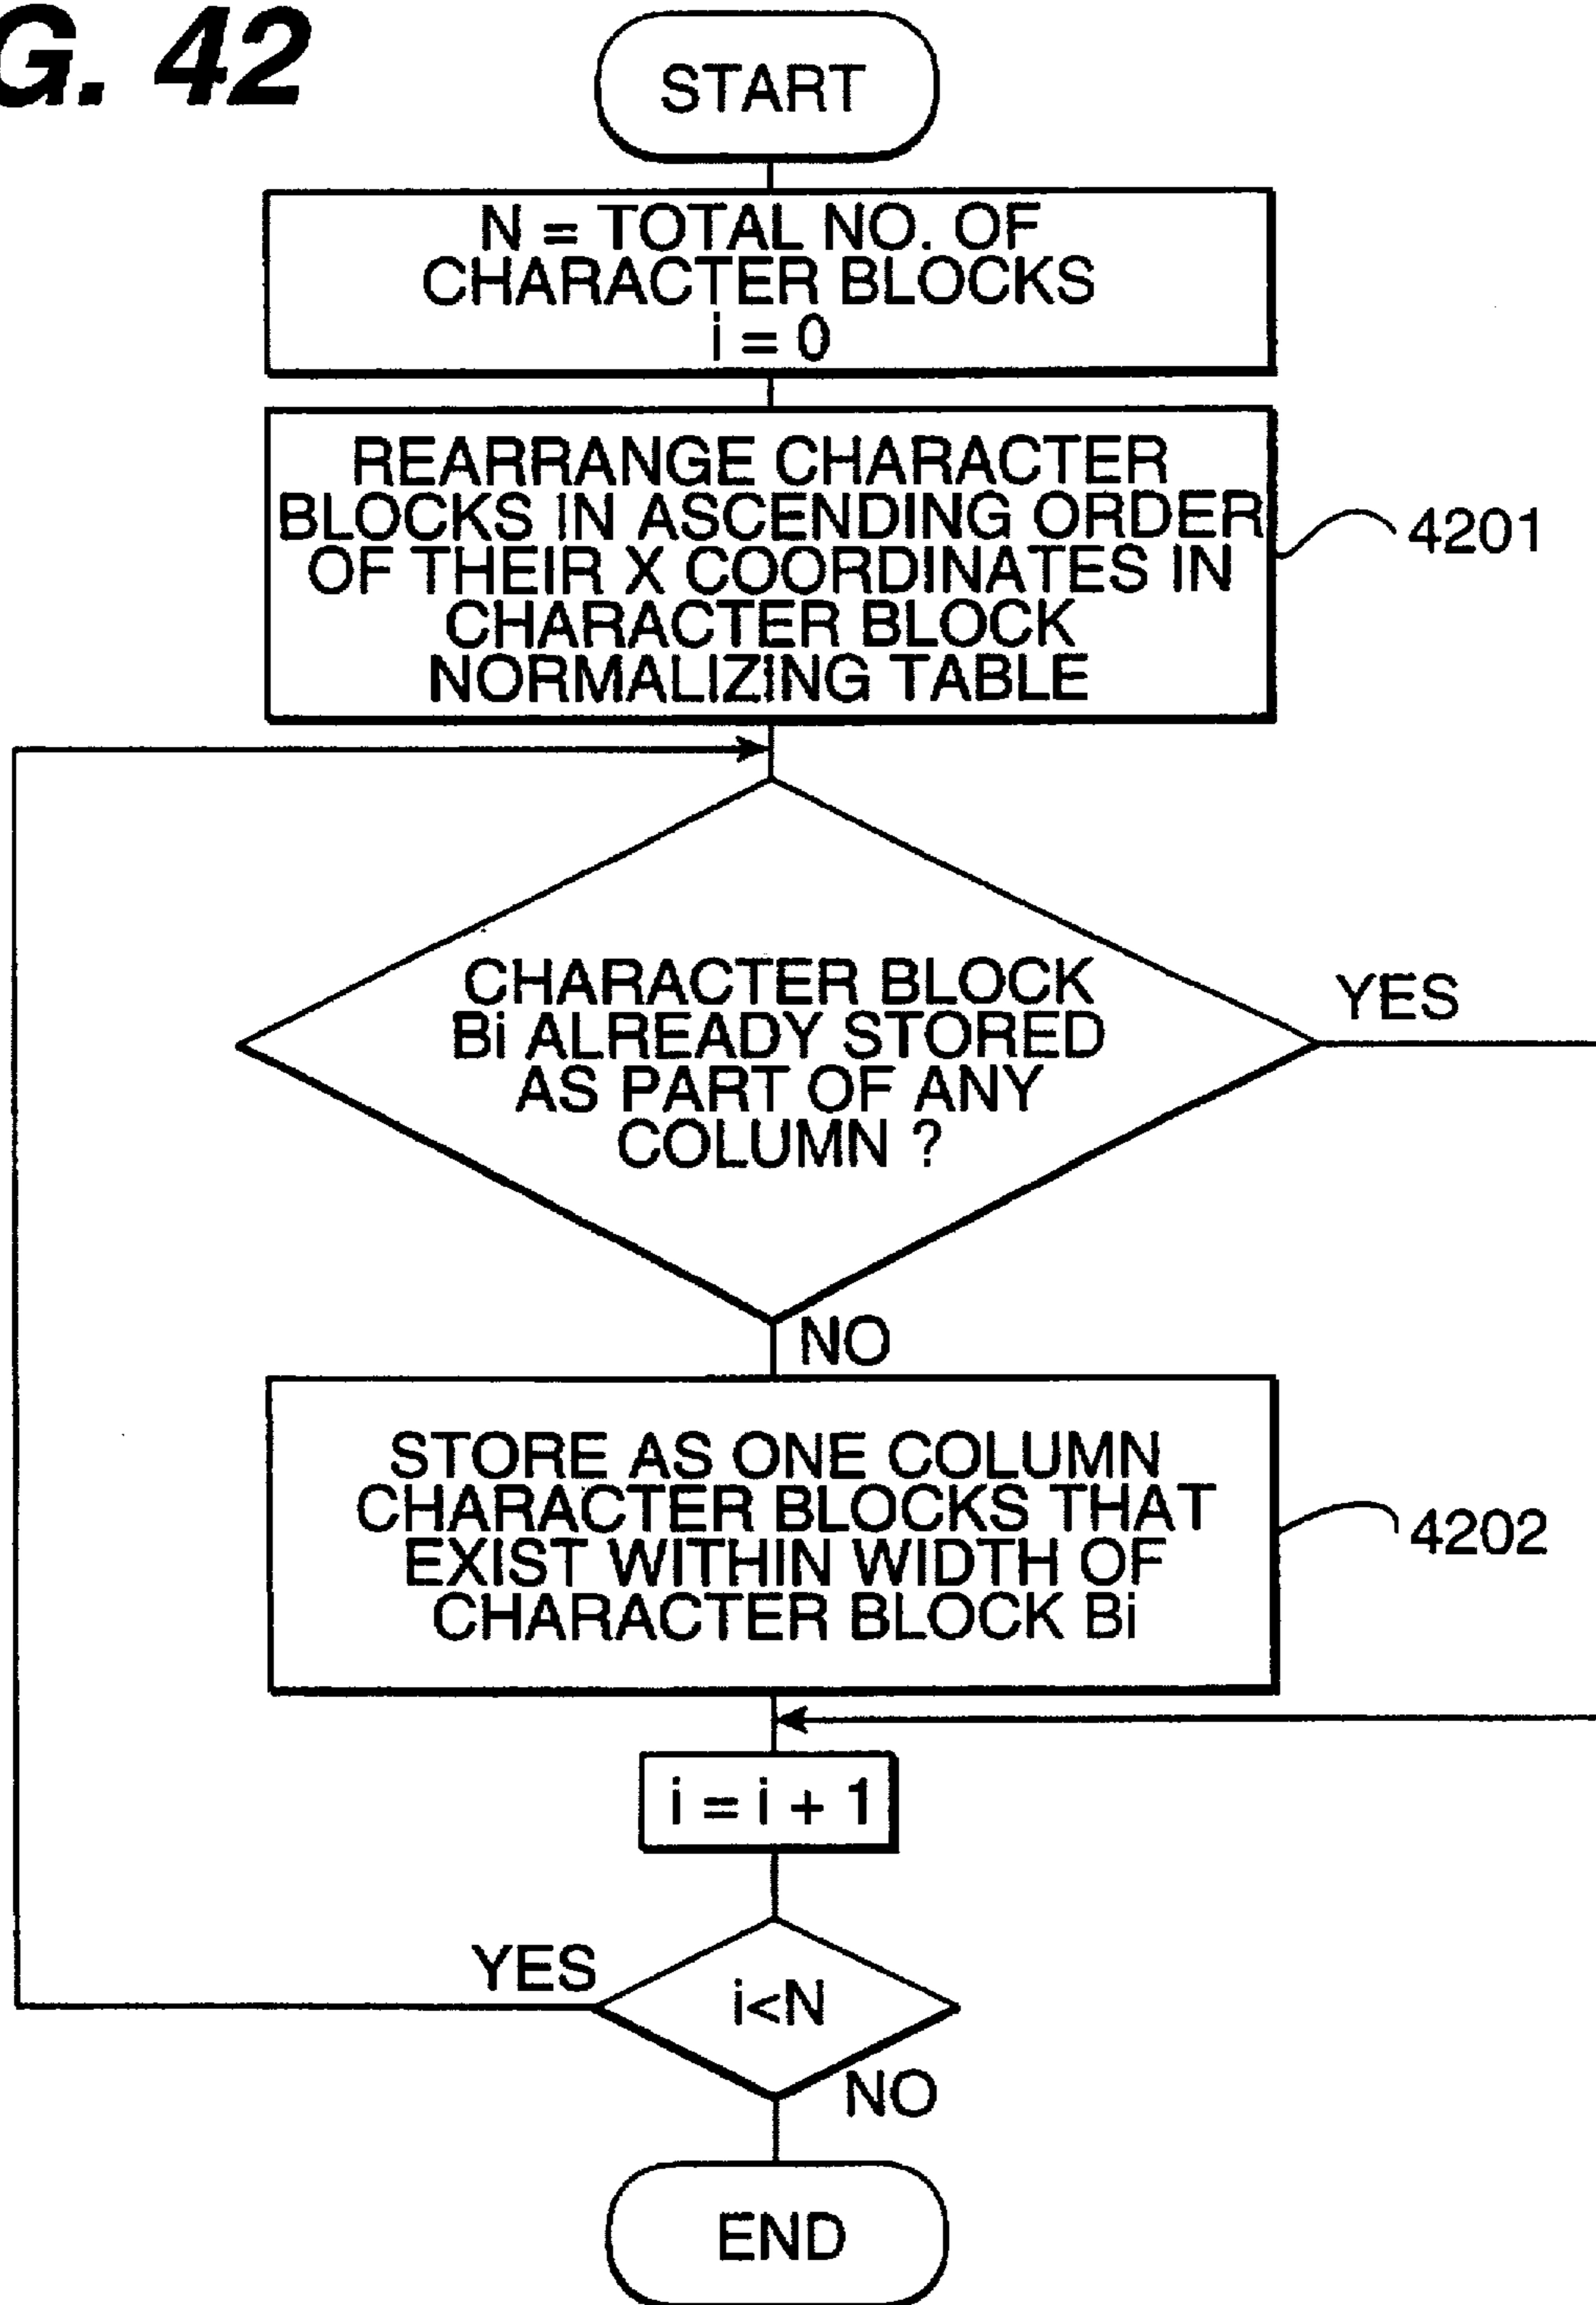 G. 42
START
N = TOTAL NO. OF
CHARACTER BLOCKS
i = 0
REARRANGE CHARACTER
BLOCKS IN ASCENDING ORDER
OF THEIR X COORDINATES IN
CHARACTER BLOCK
NORMALIZING TABLE
4201
CHARACTER BLOCK
Bi ALREADY STORED
AS PART OF ANY
COLUMN ?
YES
NO
STORE AS ONE COLUMN
CHARACTER BLOCKS THAT
EXIST WITHIN WIDTH OF
CHARACTER BLOCK Bi
4202
i = i + 1
YES
i<N
NO
END